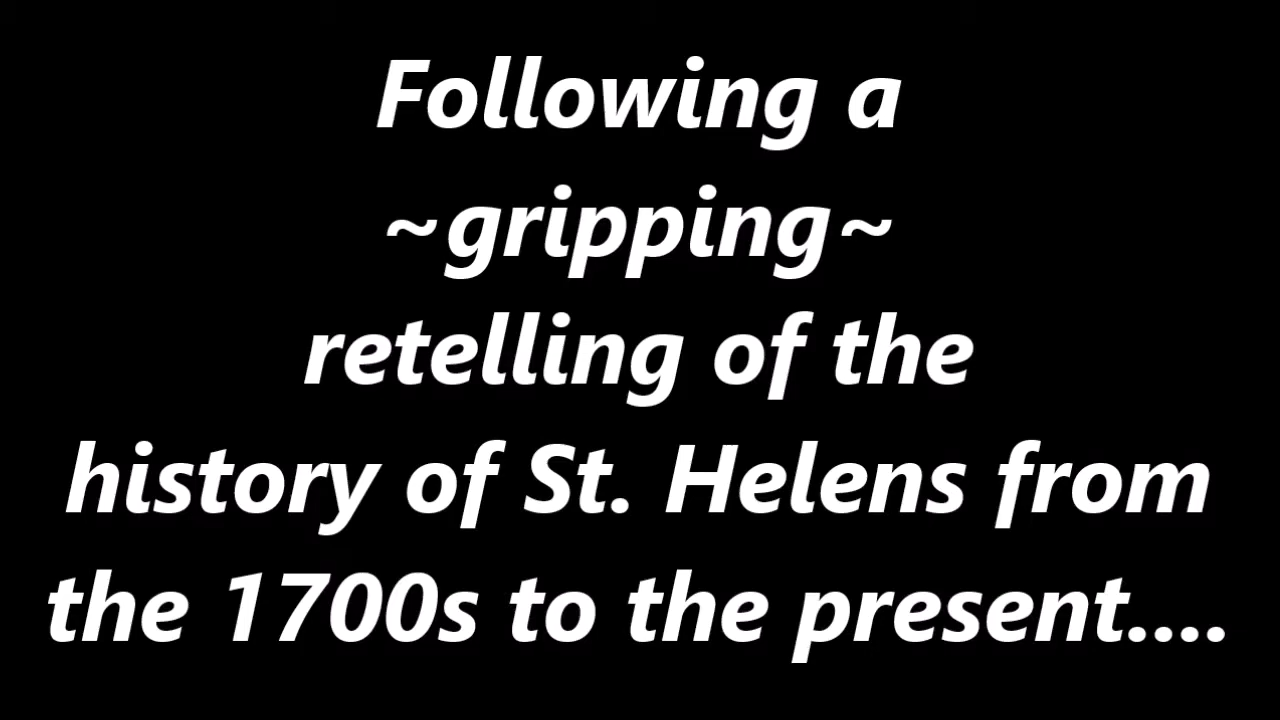 Following a
~gripping~
retelling of the
history of St. Helens from
the 1700s to the present....